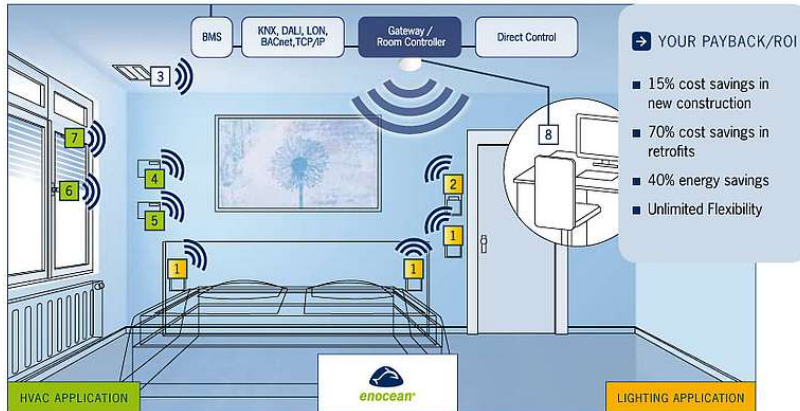 BMS
KNX, DALI, LON,
BACnet,TCP/IP
Gateway /
Room Controller
Direct Control
YOUR PAYBACK/ROI
15% cost savings in
new construction
70% cost savings in
retrofits
40% energy savings
Unlimited Flexibility
3
8
7
6
4
5
2
1
1
1
HVAC APPLICATION
enocean®
LIGHTING APPLICATION